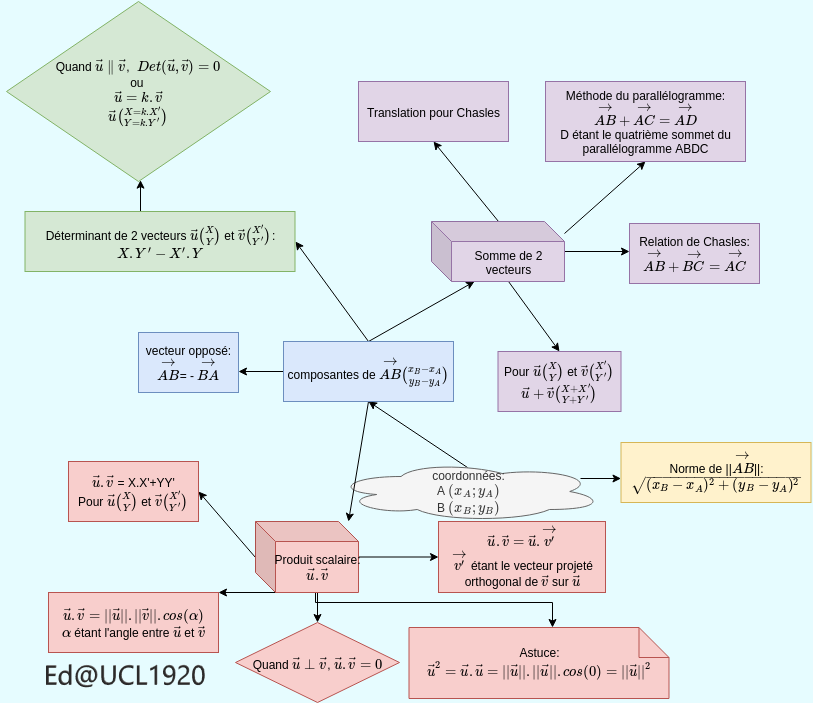 Quand $\vec{u} \parallel \vec{v}$, $Det(\vec{u},\vec{v})=0$
ou
$\vec{u}=k.\vec{v}$
$\vec{u}\binom{X=k.X'}{Y=k.Y'}$
Translation pour Chasles
Méthode du parallélogramme:
$\overrightarrow{AB}+\overrightarrow{AC}=\overrightarrow{AD}$
D étant le quatrième sommet du
parallélogramme ABDC
Déterminant de 2 vecteurs $\vec{u}\binom{X}{Y}$ et $\vec{v}\binom{X'}{Y'}$ :
$X.Y'-X'.Y$
Somme de 2
vecteurs
Relation de Chasles:
$\overrightarrow{AB}+\overrightarrow{BC}=\overrightarrow{AC}$
vecteur opposé:
$\overrightarrow{AB}$= - $\overrightarrow{BA}$
composantes de $\overrightarrow{AB}\binom{x_B-x_A}{y_B-y_A}$
Pour $\vec{u}\binom{X}{Y}$ et $\vec{v}\binom{X'}{Y'}$
$\vec{u}+\vec{v}\binom{X+X'}{Y+Y'}$
coordonnées:
A $(x_A;y_A)$
B $(x_B;y_B)$
Norme de ||$\overrightarrow{AB}$||:
$\sqrt{(x_B-x_A)^2+(y_B-y_A)^2}$
$\vec{u}.\vec{v}$ = X.X'+YY'
Pour $\vec{u}\binom{X}{Y}$ et $\vec{v}\binom{X'}{Y'}$
Produit scalaire:
$\vec{u}.\vec{v}$
$\vec{u}.\vec{v}=\vec{u}.\overrightarrow{v'}$
$\overrightarrow{v'}$ étant le vecteur projeté
orthogonal de $\vec{v}$ sur $\vec{u}$
$\vec{u}.\vec{v}=||\vec{u}||.||\vec{v}||.cos(\alpha)$
$\alpha$ étant l'angle entre $\vec{u}$ et $\vec{v}$
Quand $\vec{u}\perp\vec{v}$, $\vec{u}.\vec{v}=0$
Astuce:
$\vec{u}^2=\vec{u}.\vec{u}=||\vec{u}||.||\vec{u}||.cos(0)=||\vec{u}||^2$
Ed@UCL1920